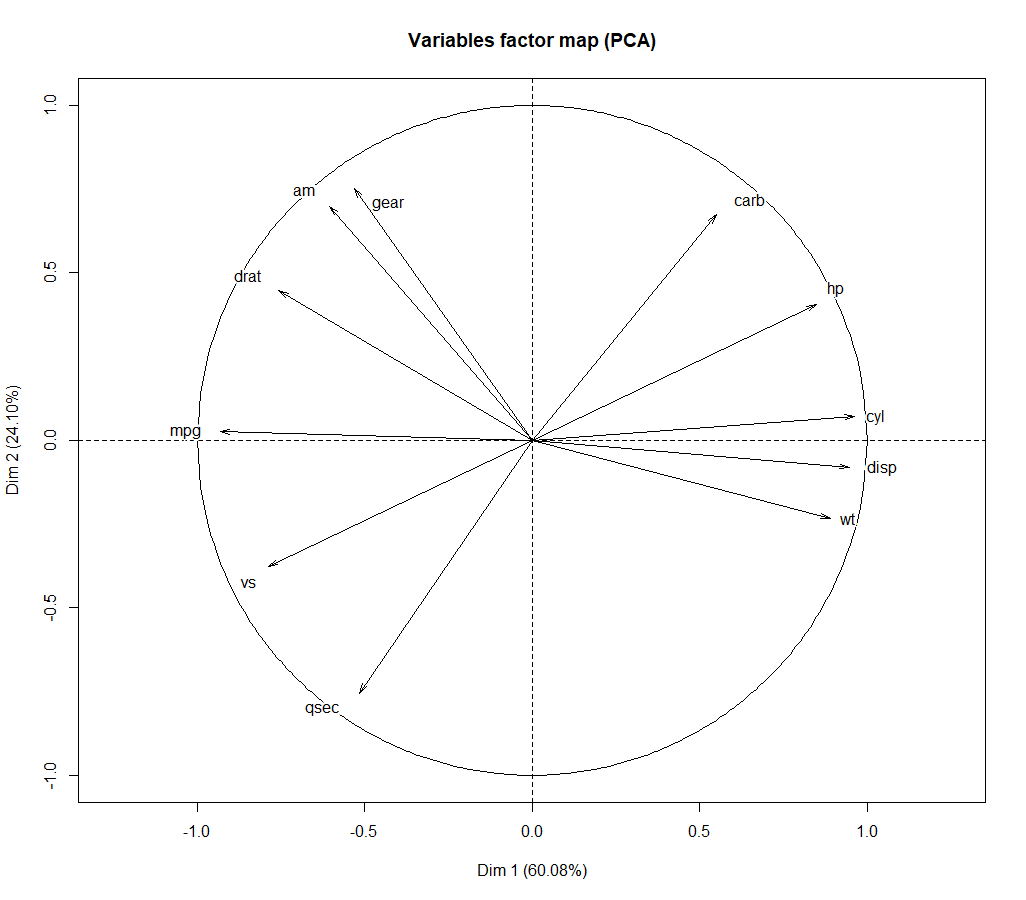 Variables factor map (PCA)
1.0
am
gear
carb
0.5
drat
hp
cyl
mpg
0.0
disp
wt
Dim 2 (24.10%)
vs
-0.5
qsec
-1.0
-1.0 -0.5 0.0 0.5 1.0
Dim 1 (60.08%)